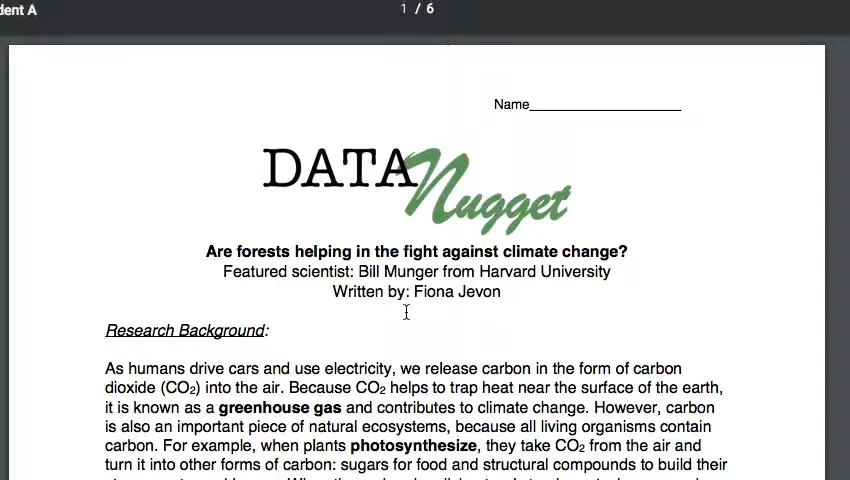 dent A
1 / 6
Name___________________
DATA Nugget
Are forests helping in the fight against climate change?
Featured scientist: Bill Munger from Harvard University
Written by: Fiona Jevon
Research Background:
As humans drive cars and use electricity, we release carbon in the form of carbon
dioxide (CO₂) into the air. Because CO₂ helps to trap heat near the surface of the earth,
it is known as a greenhouse gas and contributes to climate change. However, carbon
is also an important piece of natural ecosystems, because all living organisms contain
carbon. For example, when plants photosynthesize, they take CO₂ from the air and
turn it into other forms of carbon: sugars for food and structural compounds to build their